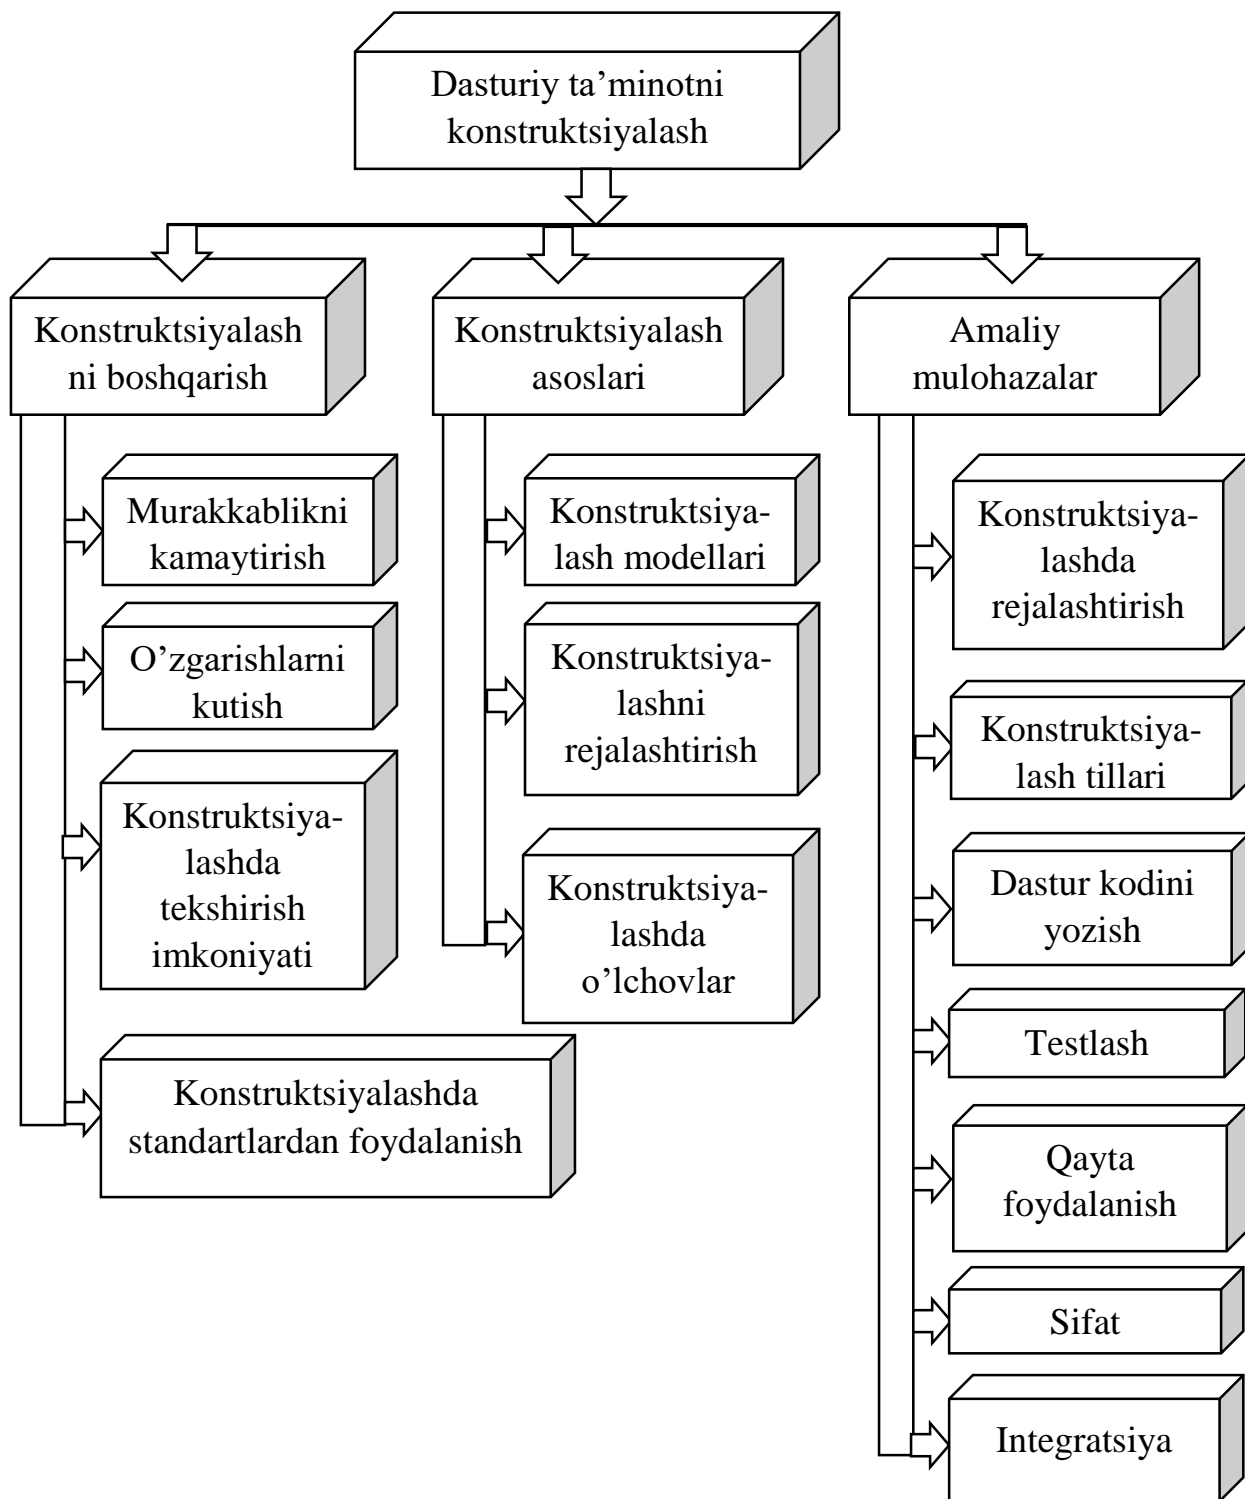 Dasturiy ta’minotni
konstruktsiyalash
Konstruktsiyalash
ni boshqarish
Murakkablikni
kamaytirish
O’zgarishlarni
kutish
Konstruktsiya-
lashda
tekshirish
imkoniyati
Konstruktsiyalashda
standartlardan foydalanish
Konstruktsiyalash
asoslari
Konstruktsiya-
lash modellari
Konstruktsiya-
lashni
rejalashtirish
Konstruktsiya-
lashda
o’lchovlar
Amaliy
mulohazalar
Konstruktsiya-
lashda
rejalashtirish
Konstruktsiya-
lash tillari
Dastur kodini
yozish
Testlash
Qayta
foydalanish
Sifat
Integratsiya